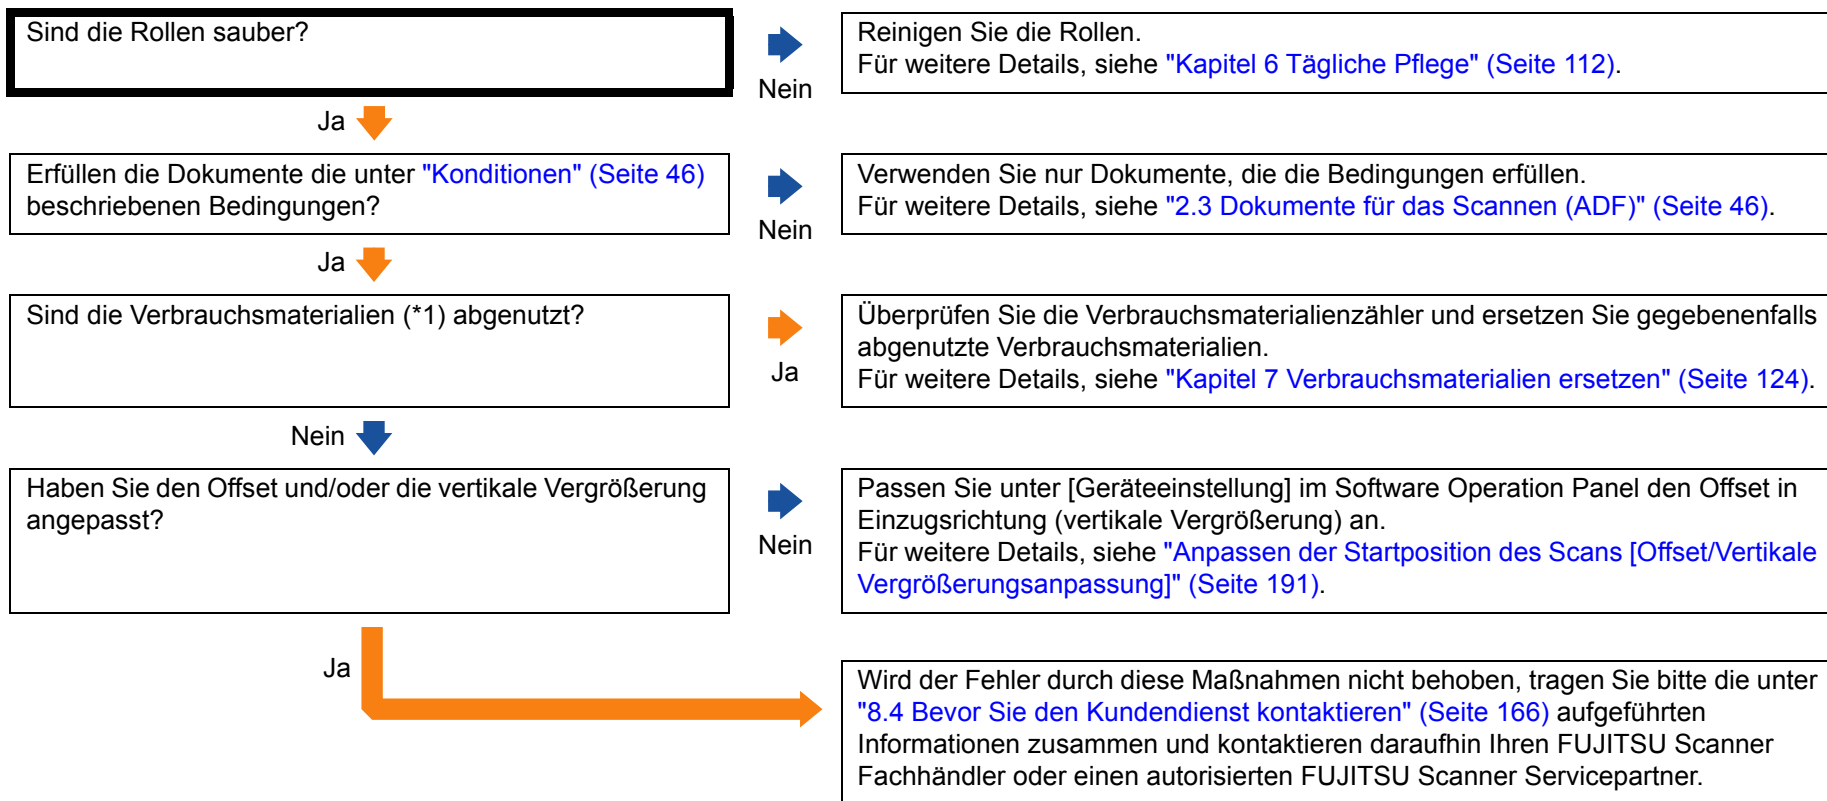 Sind die Rollen sauber?
Nein
Reinigen Sie die Rollen.
Für weitere Details, siehe "Kapitel 6 Tägliche Pflege" (Seite 112).
Ja
Erfüllen die Dokumente die unter "Konditionen" (Seite 46)
beschriebenen Bedingungen?
Nein
Verwenden Sie nur Dokumente, die die Bedingungen erfüllen.
Für weitere Details, siehe "2.3 Dokumente für das Scannen (ADF)" (Seite 46).
Ja
Sind die Verbrauchsmaterialien (*1) abgenutzt?
Ja
Überprüfen Sie die Verbrauchsmaterialienzähler und ersetzen Sie gegebenenfalls
abgenutzte Verbrauchsmaterialien.
Für weitere Details, siehe "Kapitel 7 Verbrauchsmaterialien ersetzen" (Seite 124).
Nein
Haben Sie den Offset und/oder die vertikale Vergrößerung
angepasst?
Nein
Passen Sie unter [Geräteeinstellung] im Software Operation Panel den Offset in
Einzugsrichtung (vertikale Vergrößerung) an.
Für weitere Details, siehe "Anpassen der Startposition des Scans [Offset/Vertikale
Vergrößerungsanpassung]" (Seite 191).
Ja
Wird der Fehler durch diese Maßnahmen nicht behoben, tragen Sie bitte die unter
"8.4 Bevor Sie den Kundendienst kontaktieren" (Seite 166) aufgeführten
Informationen zusammen und kontaktieren daraufhin Ihren FUJITSU Scanner
Fachhändler oder einen autorisierten FUJITSU Scanner Servicepartner.